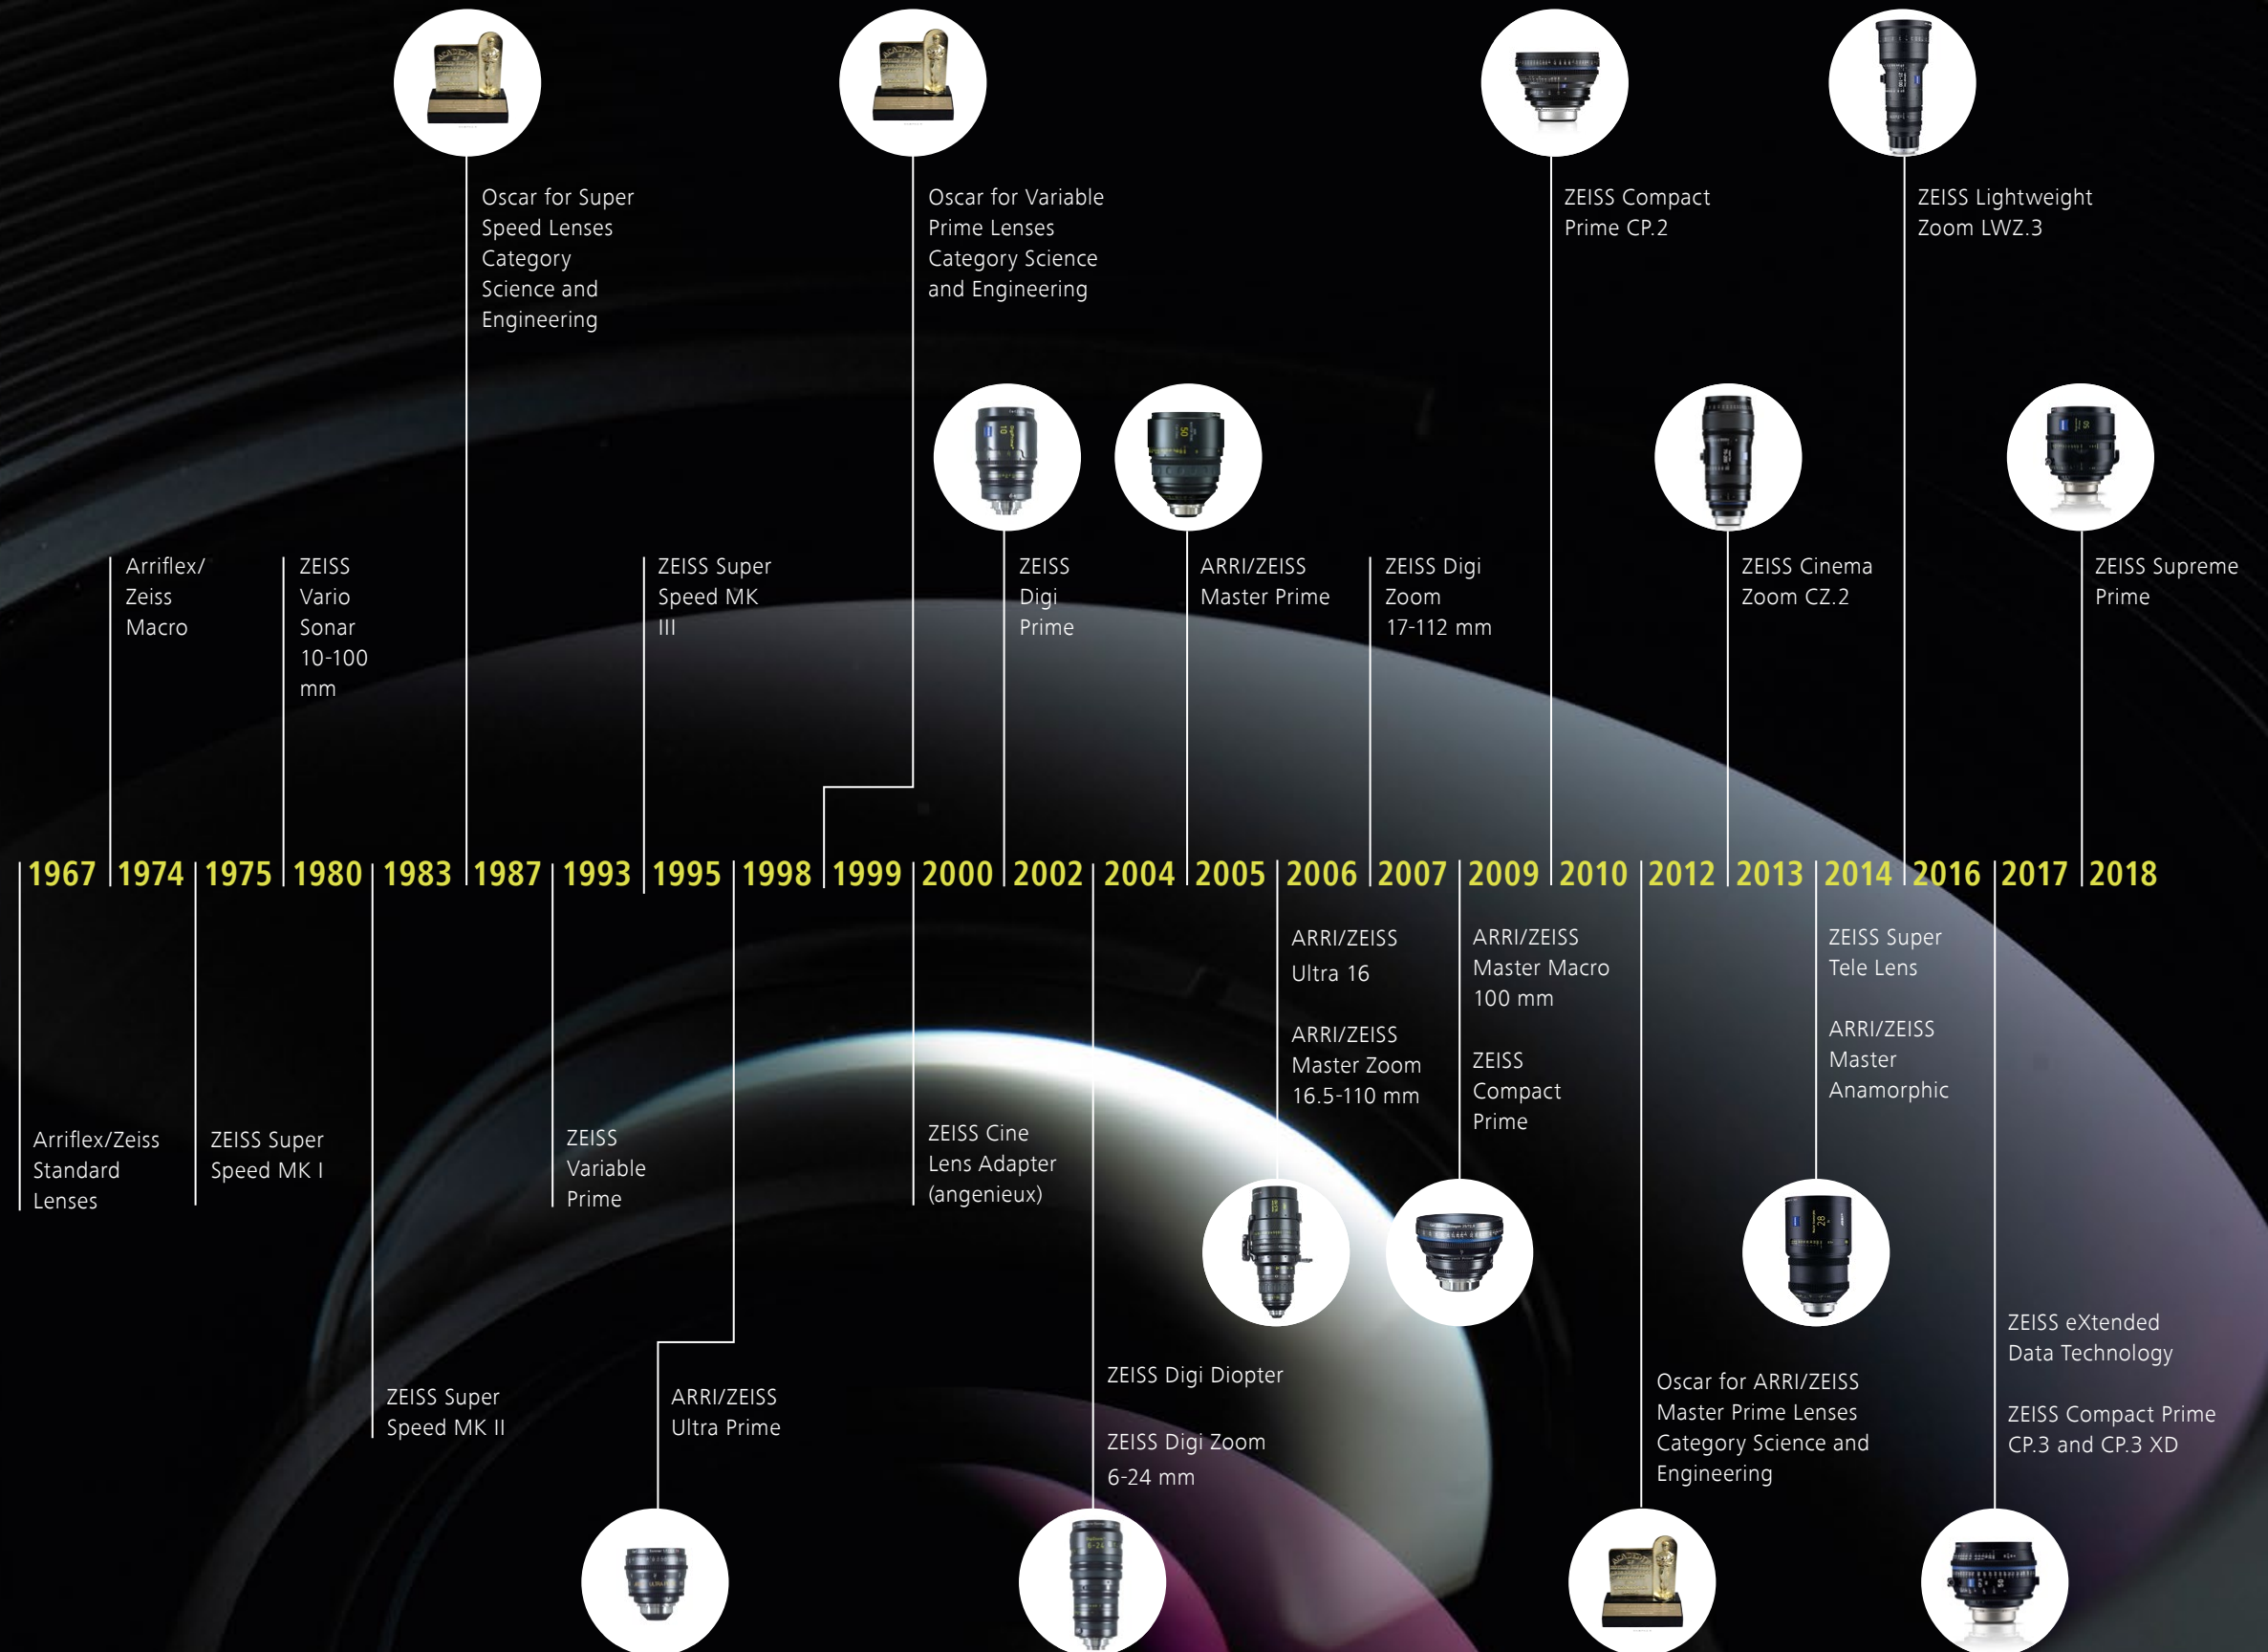 Oscar for Super
Speed Lenses
Category
Science and
Engineering
Oscar for Variable
Prime Lenses
Category Science
and Engineering
ZEISS Compact
Prime CP.2
ZEISS Lightweight
Zoom LWZ.3
Arriflex/
Zeiss
Macro
ZEISS
Vario
Sonar
10-100
mm
ZEISS Super
Speed MK
III
ZEISS
Digi
Prime
ARRI/ZEISS
Master Prime
ZEISS Digi
Zoom
17-112 mm
ZEISS Cinema
Zoom CZ.2
ZEISS Supreme
Prime
1967 1974 1975 1980 1983 1987 1993 1995 1998 1999 2000 2002 2004 2005 2006 2007 2009 2010 2012 2013 2014 2016 2017 2018
Arriflex/Zeiss
Standard
Lenses
ZEISS Super
Speed MK I
ZEISS Super
Speed MK II
ZEISS
Variable
Prime
ARRI/ZEISS
Ultra Prime
ZEISS Cine
Lens Adapter
(angenieux)
ZEISS Digi Diopter
ZEISS Digi Zoom
6-24 mm
ARRI/ZEISS
Ultra 16
ARRI/ZEISS
Master Zoom
16.5-110 mm
ARRI/ZEISS
Master Macro
100 mm
ZEISS
Compact
Prime
Oscar for ARRI/ZEISS
Master Prime Lenses
Category Science and
Engineering
ZEISS Super
Tele Lens
ARRI/ZEISS
Master
Anamorphic
ZEISS eXtended
Data Technology
ZEISS Compact Prime
CP.3 and CP.3 XD